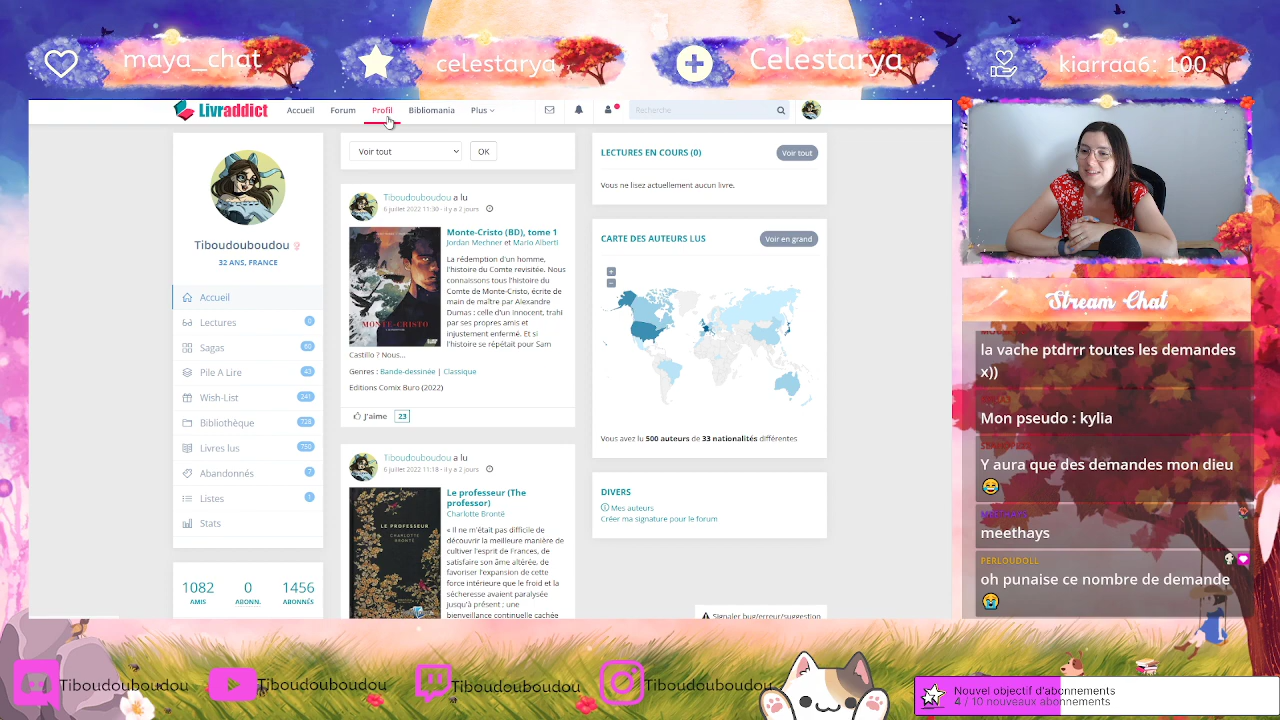 maya_chat
celestarya
Celestarya
kiarraa6: 100
Livraddict
Accueil
Forum
Profil
Bibliomania
Plus
Recherche
Tiboudouboudou
32 ANS, FRANCE
Accueil
Lectures 0
Sagas 60
Pile A Lire 43
Wish-List 241
Bibliothèque 728
Livres lus 750
Abandonnés 7
Listes 1
Stats
1082
AMIS
0
ABONN.
1456
ABONNÉS
Voir tout
OK
Tiboudouboudou a lu
6 juillet 2022 11:30 - il y a 2 jours
MONTE-CRISTO
Monte-Cristo (BD), tome 1
Jordan Mechner et Mario Alberti
La rédemption d'un homme,
l'histoire du Comte revisitée. Nous
connaissons tous l'histoire du
Comte de Monte-Cristo, écrite de
main de maître par Alexandre
Dumas : celle d'un innocent, trahi
par ses propres amis et
injustement enfermé. Et si
l'histoire se répétait pour Sam
Castillo ? Nous...
Genres : Bande-dessinée | Classique
Editions Comix Buro (2022)
J'aime 23
Tiboudouboudou a lu
6 juillet 2022 11:18 - il y a 2 jours
LE PROFESSEUR
CHARLOTTE
BRONTË
Le professeur (The
professor)
Charlotte Brontë
« Il ne m'était pas difficile de
découvrir la meilleure manière de
cultiver l'esprit de Frances, de
satisfaire son âme altérée, de
favoriser l'expansion de cette
force intérieure que le froid et la
sécheresse avaient paralysée
jusqu'à présent ; une
bienveillance continuelle cachée
LECTURES EN COURS (0)
Voir tout
Vous ne lisez actuellement aucun livre.
CARTE DES AUTEURS LUS
Voir en grand
+
−
Vous avez lu 500 auteurs de 33 nationalités différentes
DIVERS
Mes auteurs
Créer ma signature pour le forum
Signaler bug/erreur/suggestion
Stream Chat
la vache ptdrrr toutes les demandes
x))
Mon pseudo : kylia
Y aura que des demandes mon dieu
meethays
PERLOUDOLL
oh punaise ce nombre de demande
Tiboudouboudou
Tiboudouboudou
Tiboudouboudou
Tiboudouboudou
Nouvel objectif d'abonnements
4 / 10 nouveaux abonnements